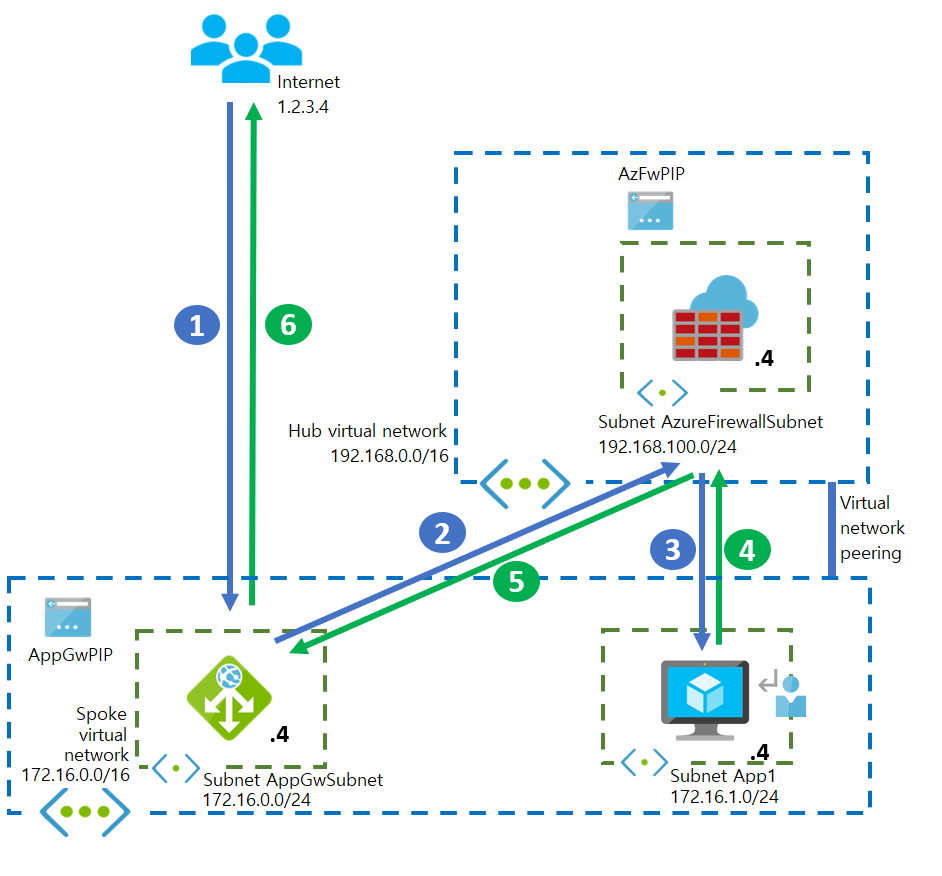 Internet
1.2.3.4
AzFwPIP
1
6
.4
Subnet AzureFirewallSubnet
192.168.100.0/24
Hub virtual network
192.168.0.0/16
Virtual
network
peering
2
3
4
5
AppGwPIP
Spoke
virtual
network
172.16.0.0/16
.4
Subnet AppGwSubnet
172.16.0.0/24
.4
Subnet App1
172.16.1.0/24